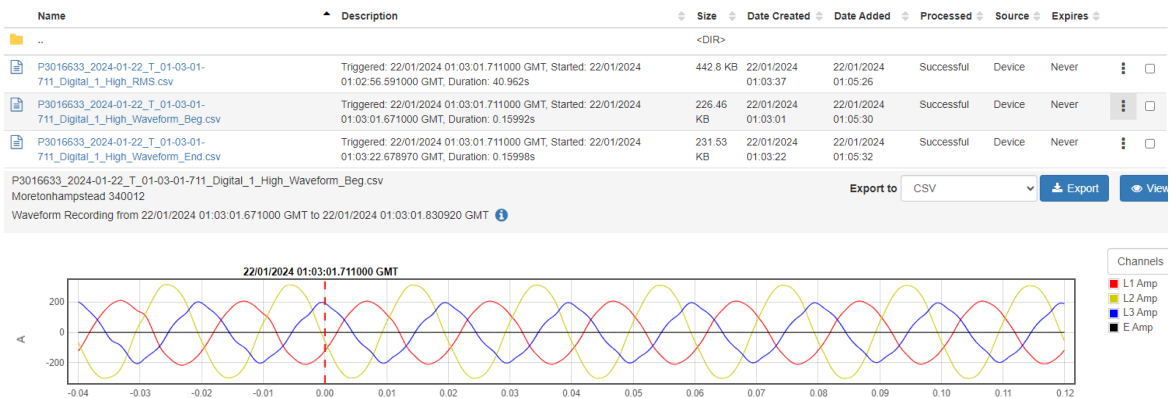 Name Description Size Date Created Date Added Processed Source Expires
.. <DIR>
P3016633_2024-01-22_T_01-03-01- Triggered: 22/01/2024 01:03:01.711000 GMT, Started: 22/01/2024 442.8 KB 22/01/2024 22/01/2024 Successful Device Never
711_Digital_1_High_RMS.csv 01:02:56.591000 GMT, Duration: 40.962s 01:03:37 01:05:26
P3016633_2024-01-22_T_01-03-01- Triggered: 22/01/2024 01:03:01.711000 GMT, Started: 22/01/2024 226.46 22/01/2024 22/01/2024 Successful Device Never
711_Digital_1_High_Waveform_Beg.csv 01:03:01.671000 GMT, Duration: 0.15992s KB 01:03:01 01:05:30
P3016633_2024-01-22_T_01-03-01- Triggered: 22/01/2024 01:03:01.711000 GMT, Started: 22/01/2024 231.53 22/01/2024 22/01/2024 Successful Device Never
711_Digital_1_High_Waveform_End.csv 01:03:22.678970 GMT, Duration: 0.15998s KB 01:03:22 01:05:32
P3016633_2024-01-22_T_01-03-01-711_Digital_1_High_Waveform_Beg.csv
Moretonhampstead 340012
Export to CSV Export View
Waveform Recording from 22/01/2024 01:03:01.671000 GMT to 22/01/2024 01:03:01.830920 GMT
Channels
22/01/2024 01:03:01.711000 GMT
L1 Amp
L2 Amp
L3 Amp
E Amp
200
0
-200
A
-0.04 -0.03 -0.02 -0.01 0.00 0.01 0.02 0.03 0.04 0.05 0.06 0.07 0.08 0.09 0.10 0.11 0.12